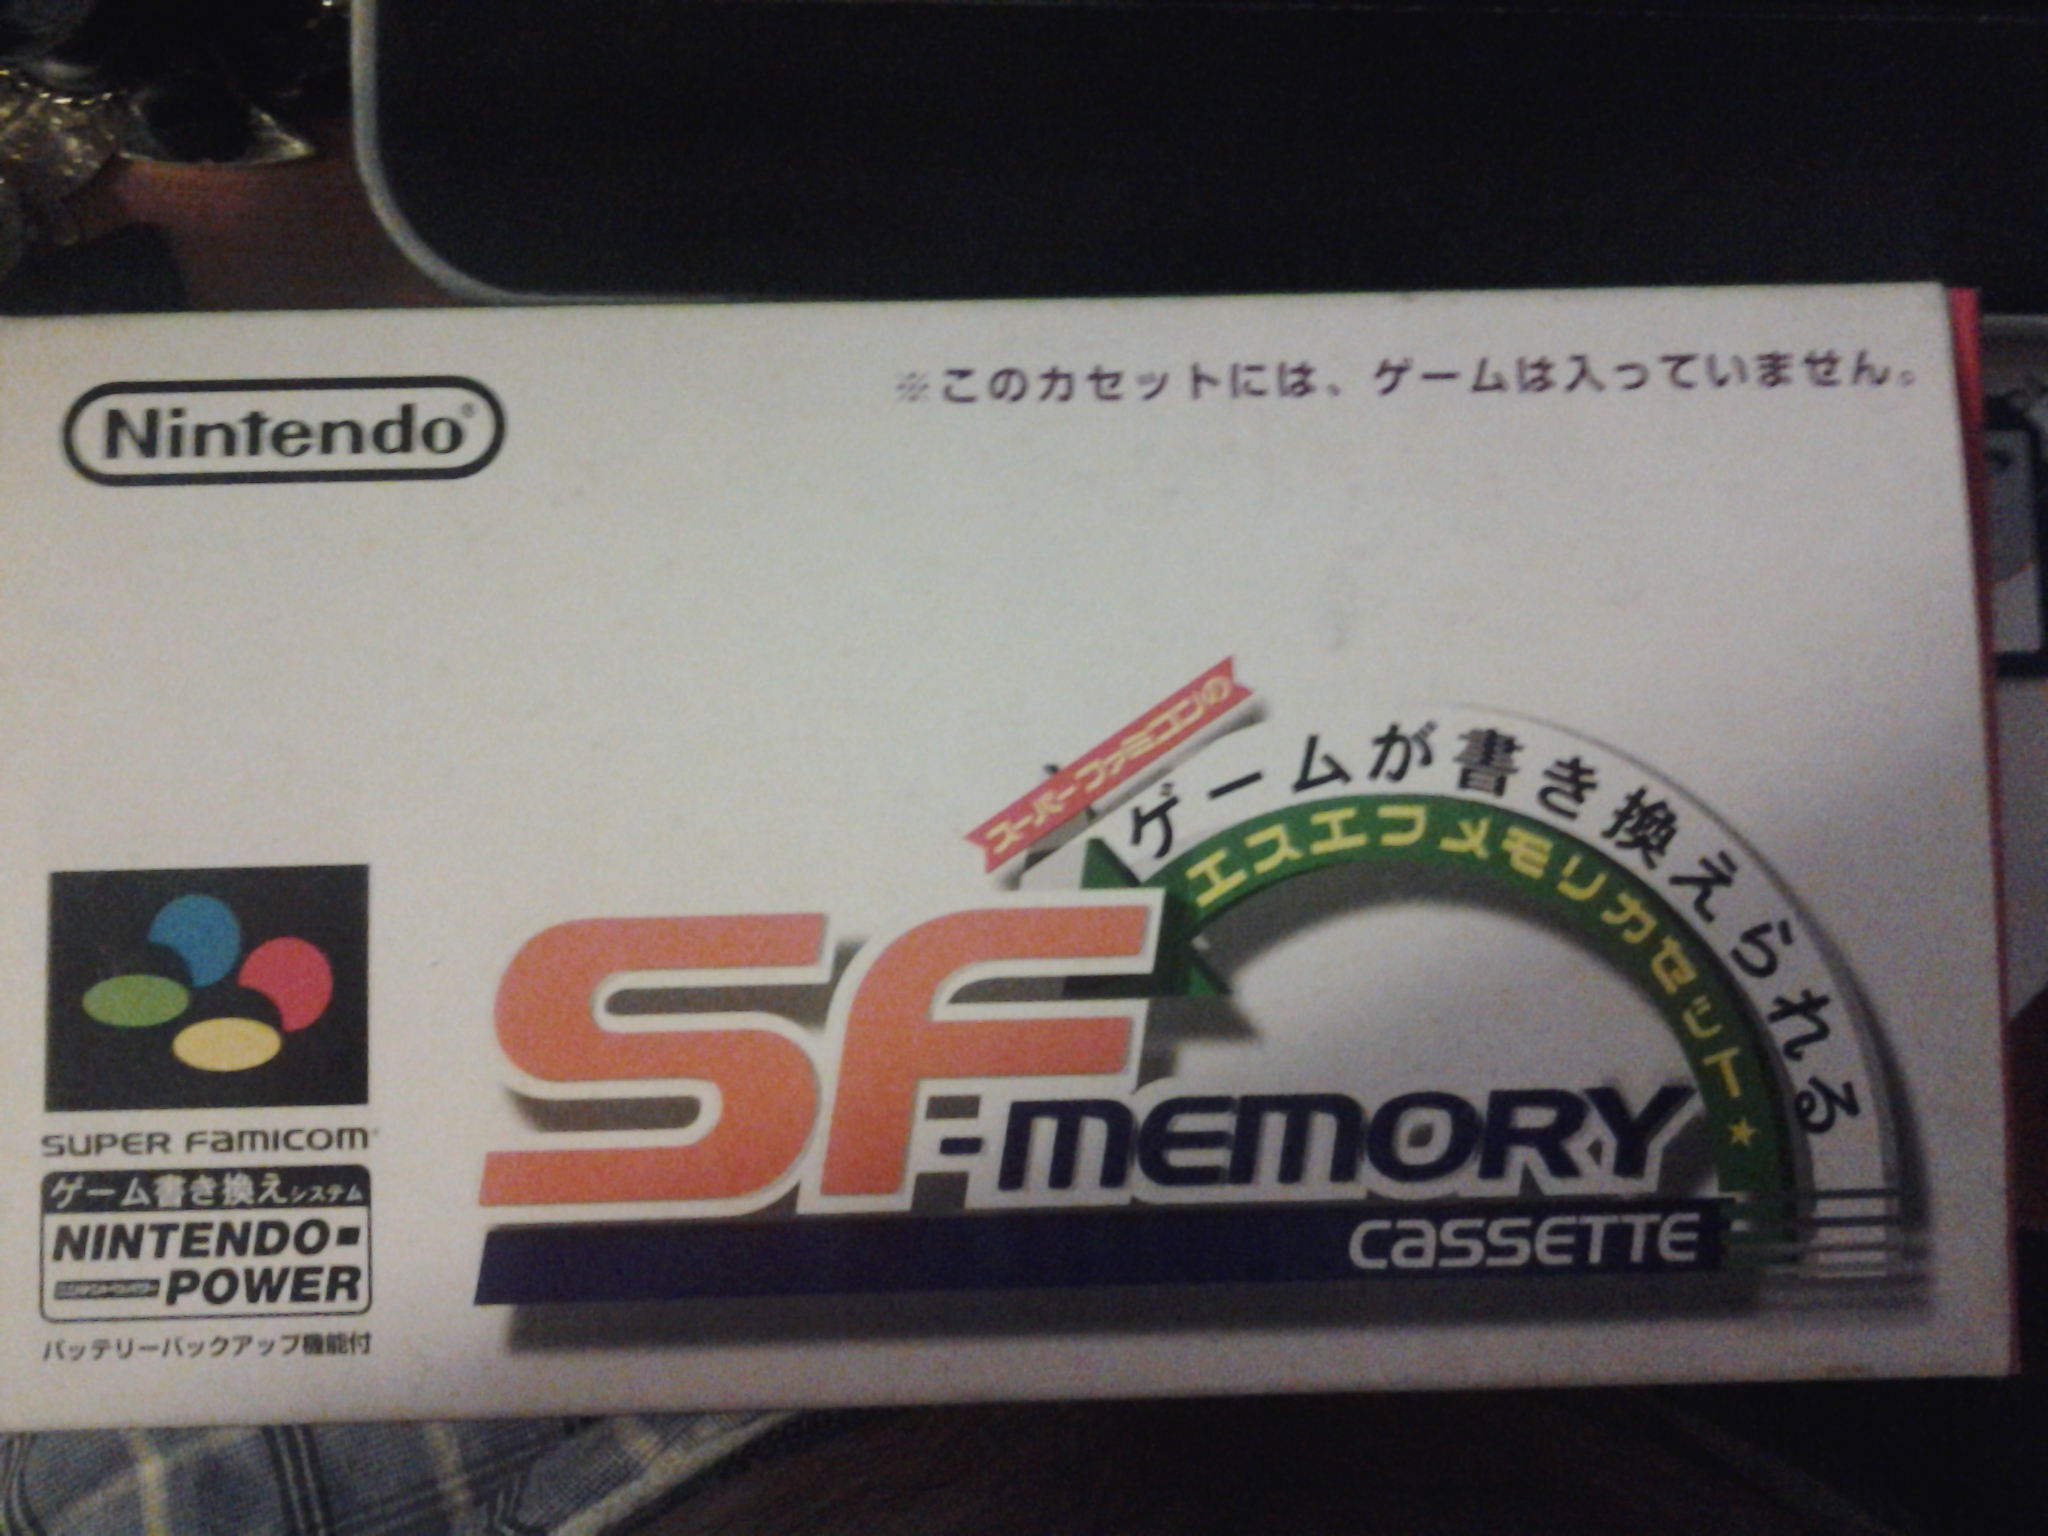 Nintendo®
※このカセットには、ゲームは入っていません。
スーパーファミコンの
ゲームが書き換えられる
エスエフメモリカセット★
SF-MEMORY
CASSETTE
SUPER FAMICOM
ゲーム書き換えシステム
NINTENDO-
POWER
バッテリーバックアップ機能付